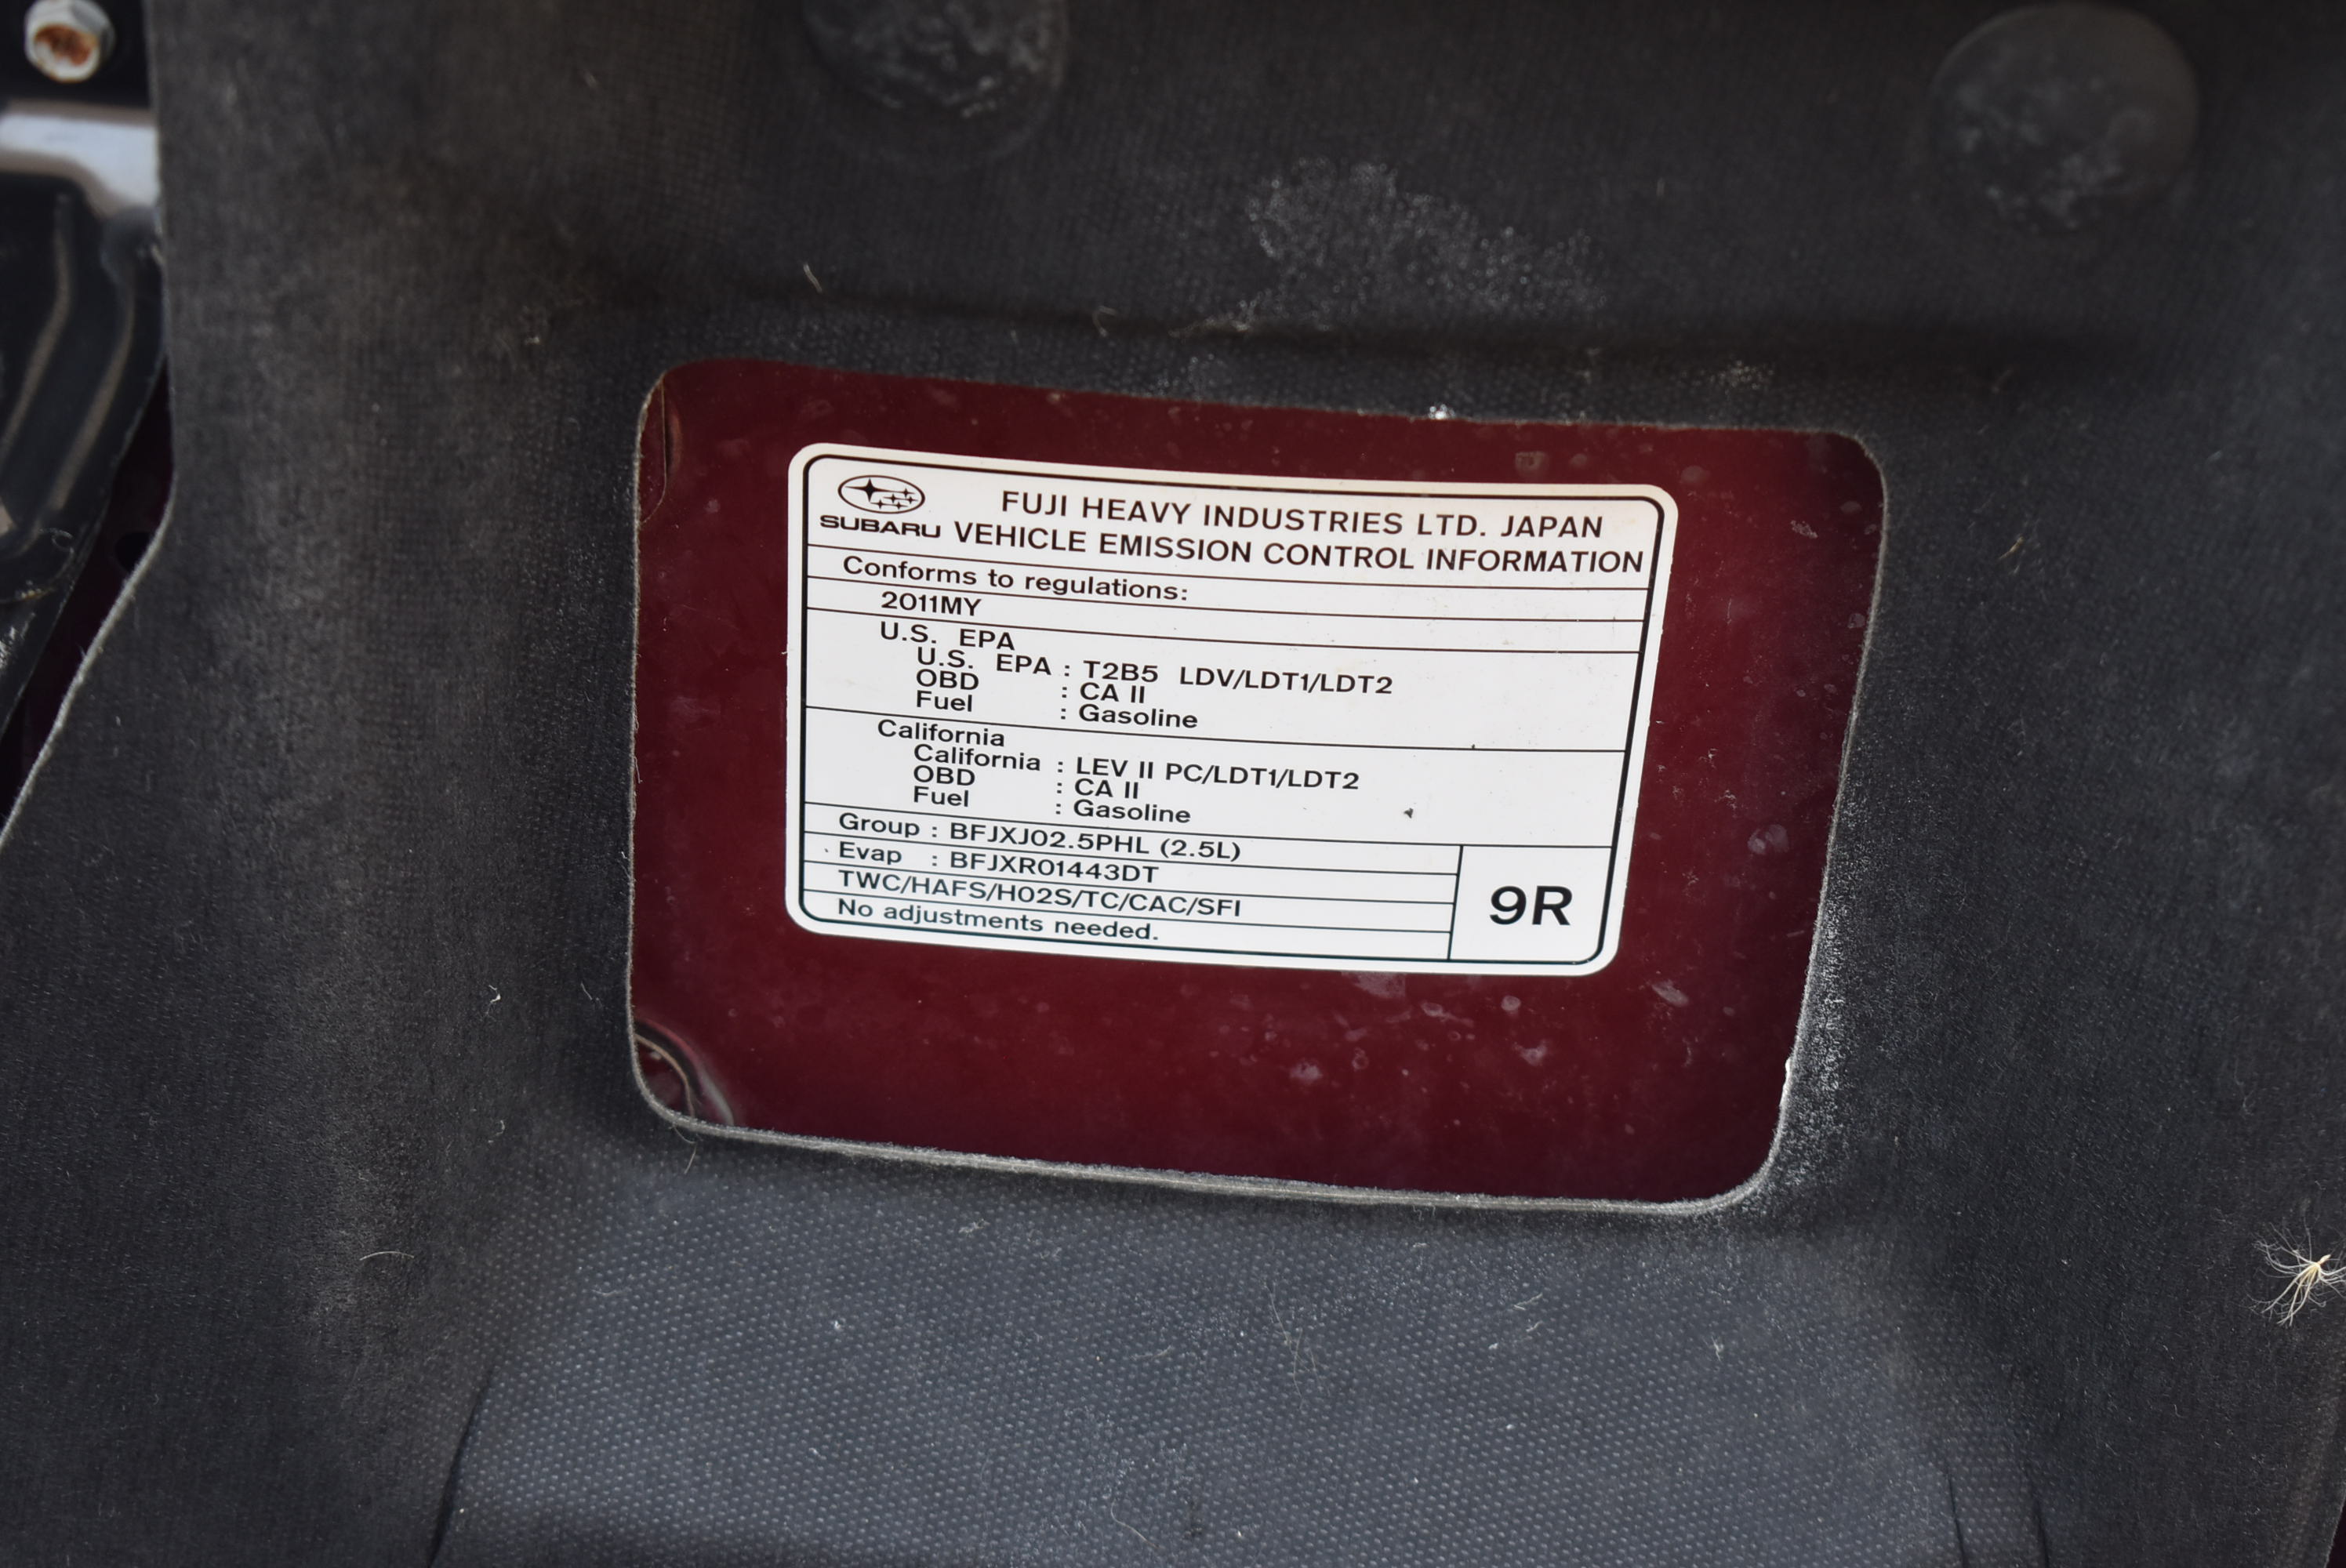 FUJI HEAVY INDUSTRIES LTD. JAPAN
SUBARU VEHICLE EMISSION CONTROL INFORMATION
Conforms to regulations:
2011MY
U.S. EPA
U.S. EPA : T2B5 LDV/LDT1/LDT2
OBD : CA II
Fuel : Gasoline
California
California : LEV II PC/LDT1/LDT2
OBD : CA II
Fuel : Gasoline
Group : BFJXJ02.5PHL (2.5L)
Evap : BFJXR01443DT
TWC/HAFS/HO2S/TC/CAC/SFI
No adjustments needed.
9R